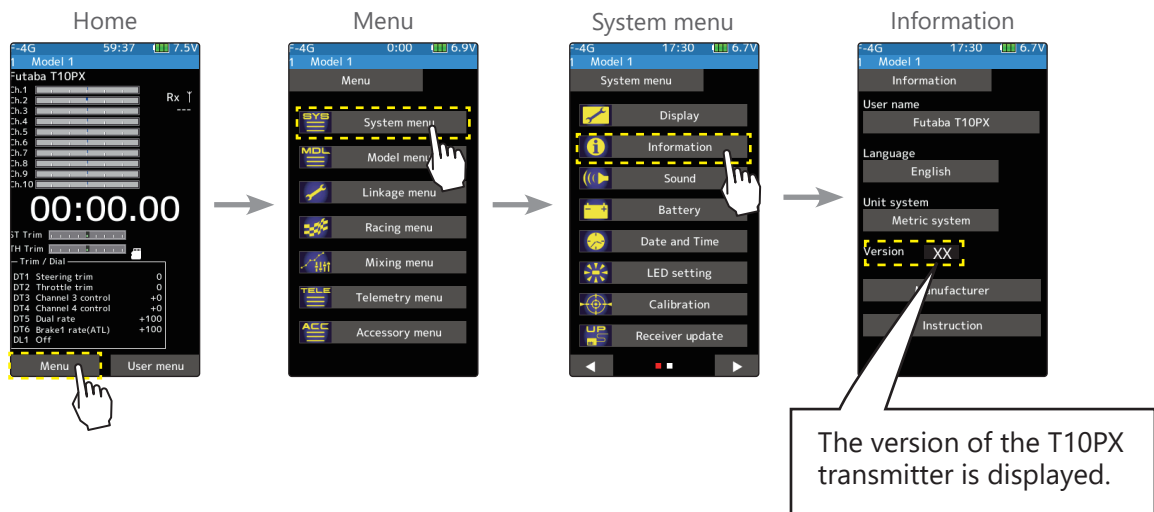 Home
F-4G 59:37 7.5V
1 Model 1
Futaba T10PX
Ch.1
Ch.2
Ch.3
Ch.4
Ch.5
Ch.6
Ch.7
Ch.8
Ch.9
Ch.10
Rx
---
00:00.00
ST Trim
TH Trim
Trim / Dial
DT1 Steering trim 0
DT2 Throttle trim 0
DT3 Channel 3 control +0
DT4 Channel 4 control +0
DT5 Dual rate +100
DT6 Brake1 rate(ATL) +100
DL1 Off
Menu User menu
Menu
F-4G 0:00 6.9V
1 Model 1
Menu
SYS System menu
MDL Model menu
Linkage menu
Racing menu
Mixing menu
TELE Telemetry menu
ACC Accessory menu
System menu
F-4G 17:30 6.7V
1 Model 1
System menu
Display
Information
Sound
Battery
Date and Time
LED setting
Calibration
UP Receiver update
Information
F-4G 17:30 6.7V
1 Model 1
Information
User name
Futaba T10PX
Language
English
Unit system
Metric system
Version XX
Manufacturer
Instruction
The version of the T10PX
transmitter is displayed.